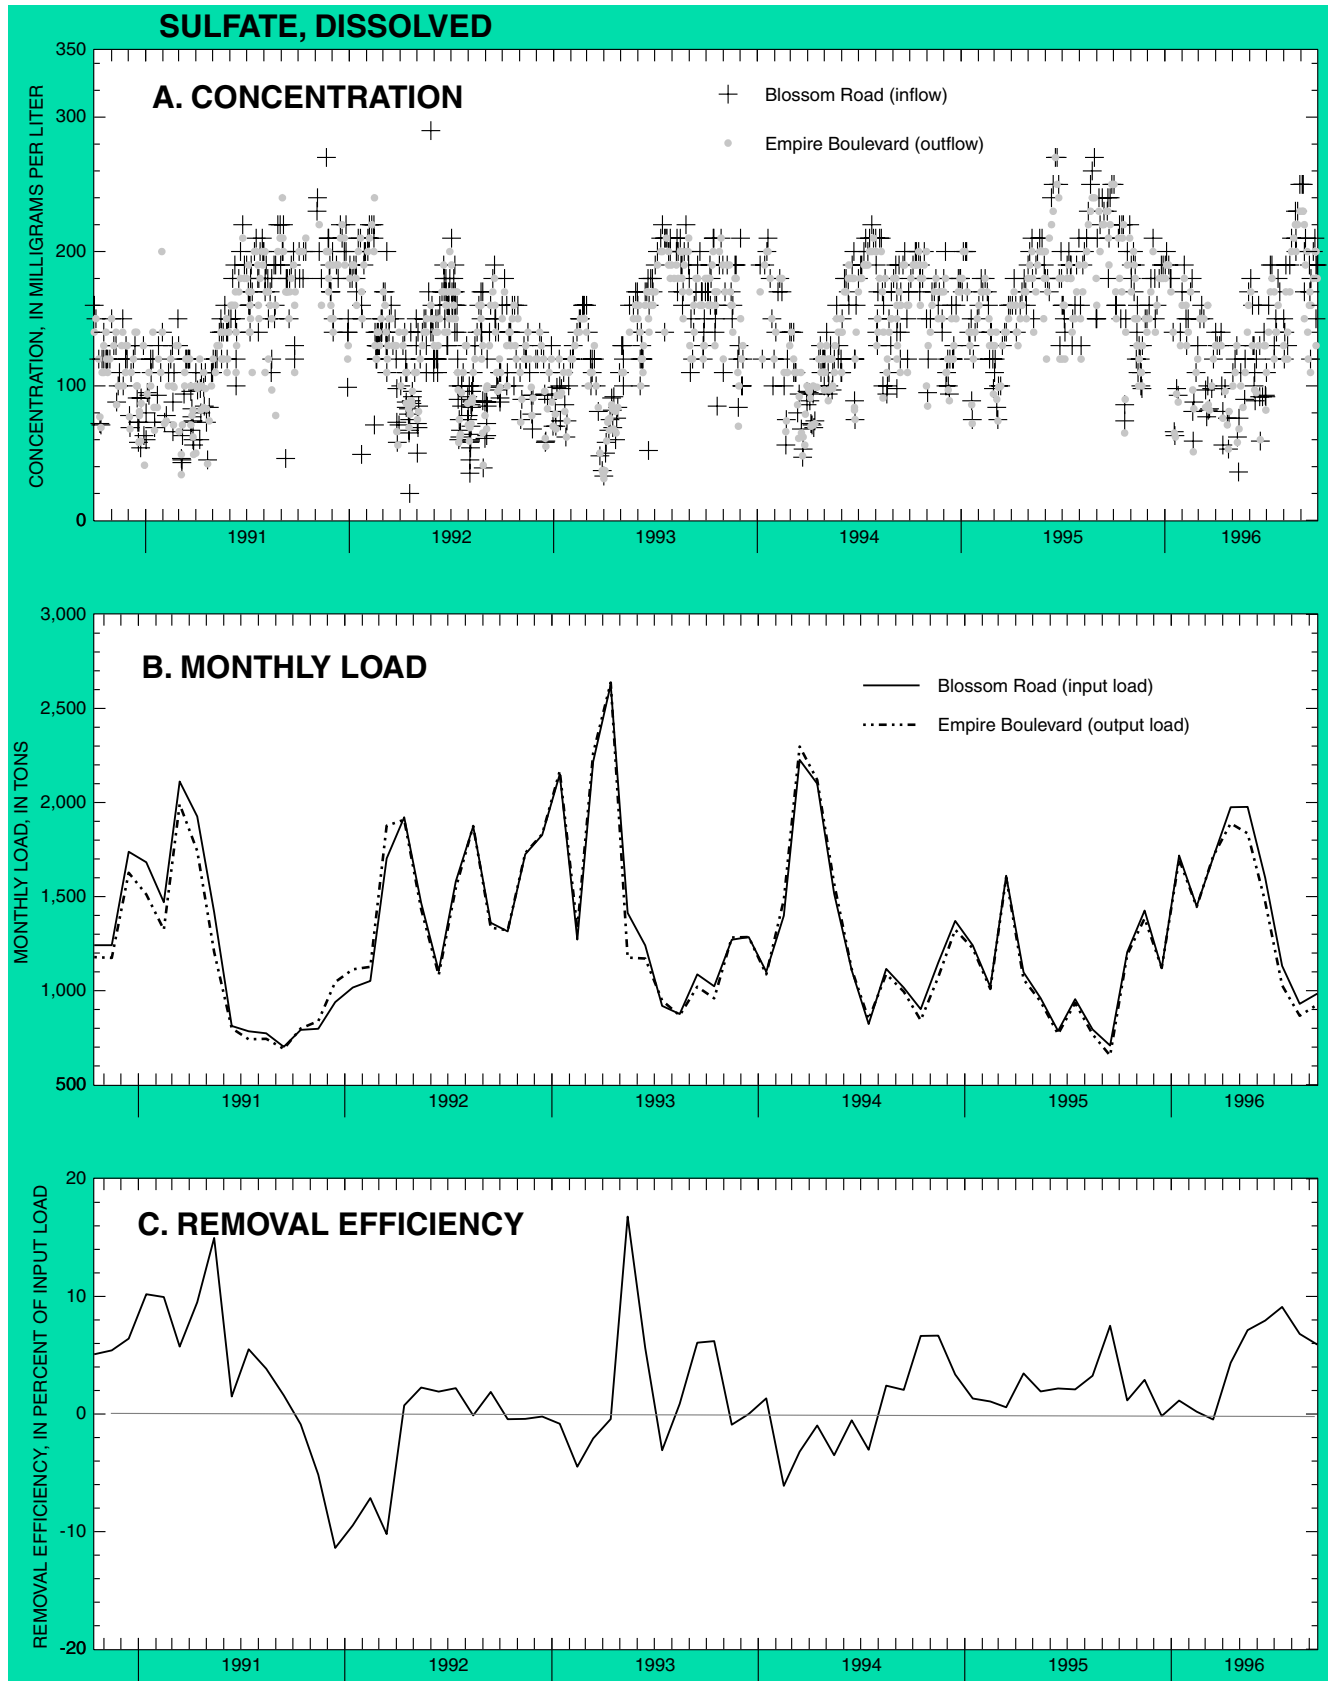 SULFATE, DISSOLVED
350
300
200
100
0
CONCENTRATION, IN MILLIGRAMS PER LITER
A. CONCENTRATION
Blossom Road (inflow)
Empire Boulevard (outflow)
1991 1992 1993 1994 1995 1996
3,000
2,500
2,000
1,500
1,000
500
MONTHLY LOAD, IN TONS
B. MONTHLY LOAD
Blossom Road (input load)
Empire Boulevard (output load)
1991 1992 1993 1994 1995 1996
20
10
0
-10
-20
REMOVAL EFFICIENCY, IN PERCENT OF INPUT LOAD
C. REMOVAL EFFICIENCY
1991 1992 1993 1994 1995 1996